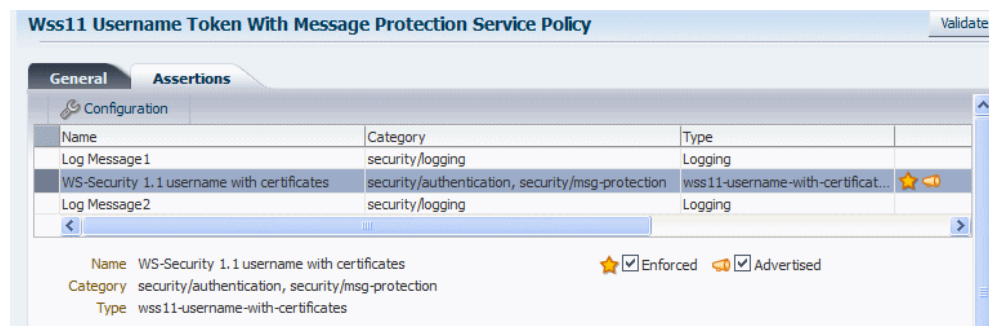 Wss11 Username Token With Message Protection Service Policy Validate
General Assertions
Configuration
Name Category Type
Log Message1 security/logging Logging
WS-Security 1.1 username with certificates security/authentication, security/msg-protection wss11-username-with-certificat...
Log Message2 security/logging Logging
Name WS-Security 1.1 username with certificates Enforced Advertised
Category security/authentication, security/msg-protection
Type wss11-username-with-certificates